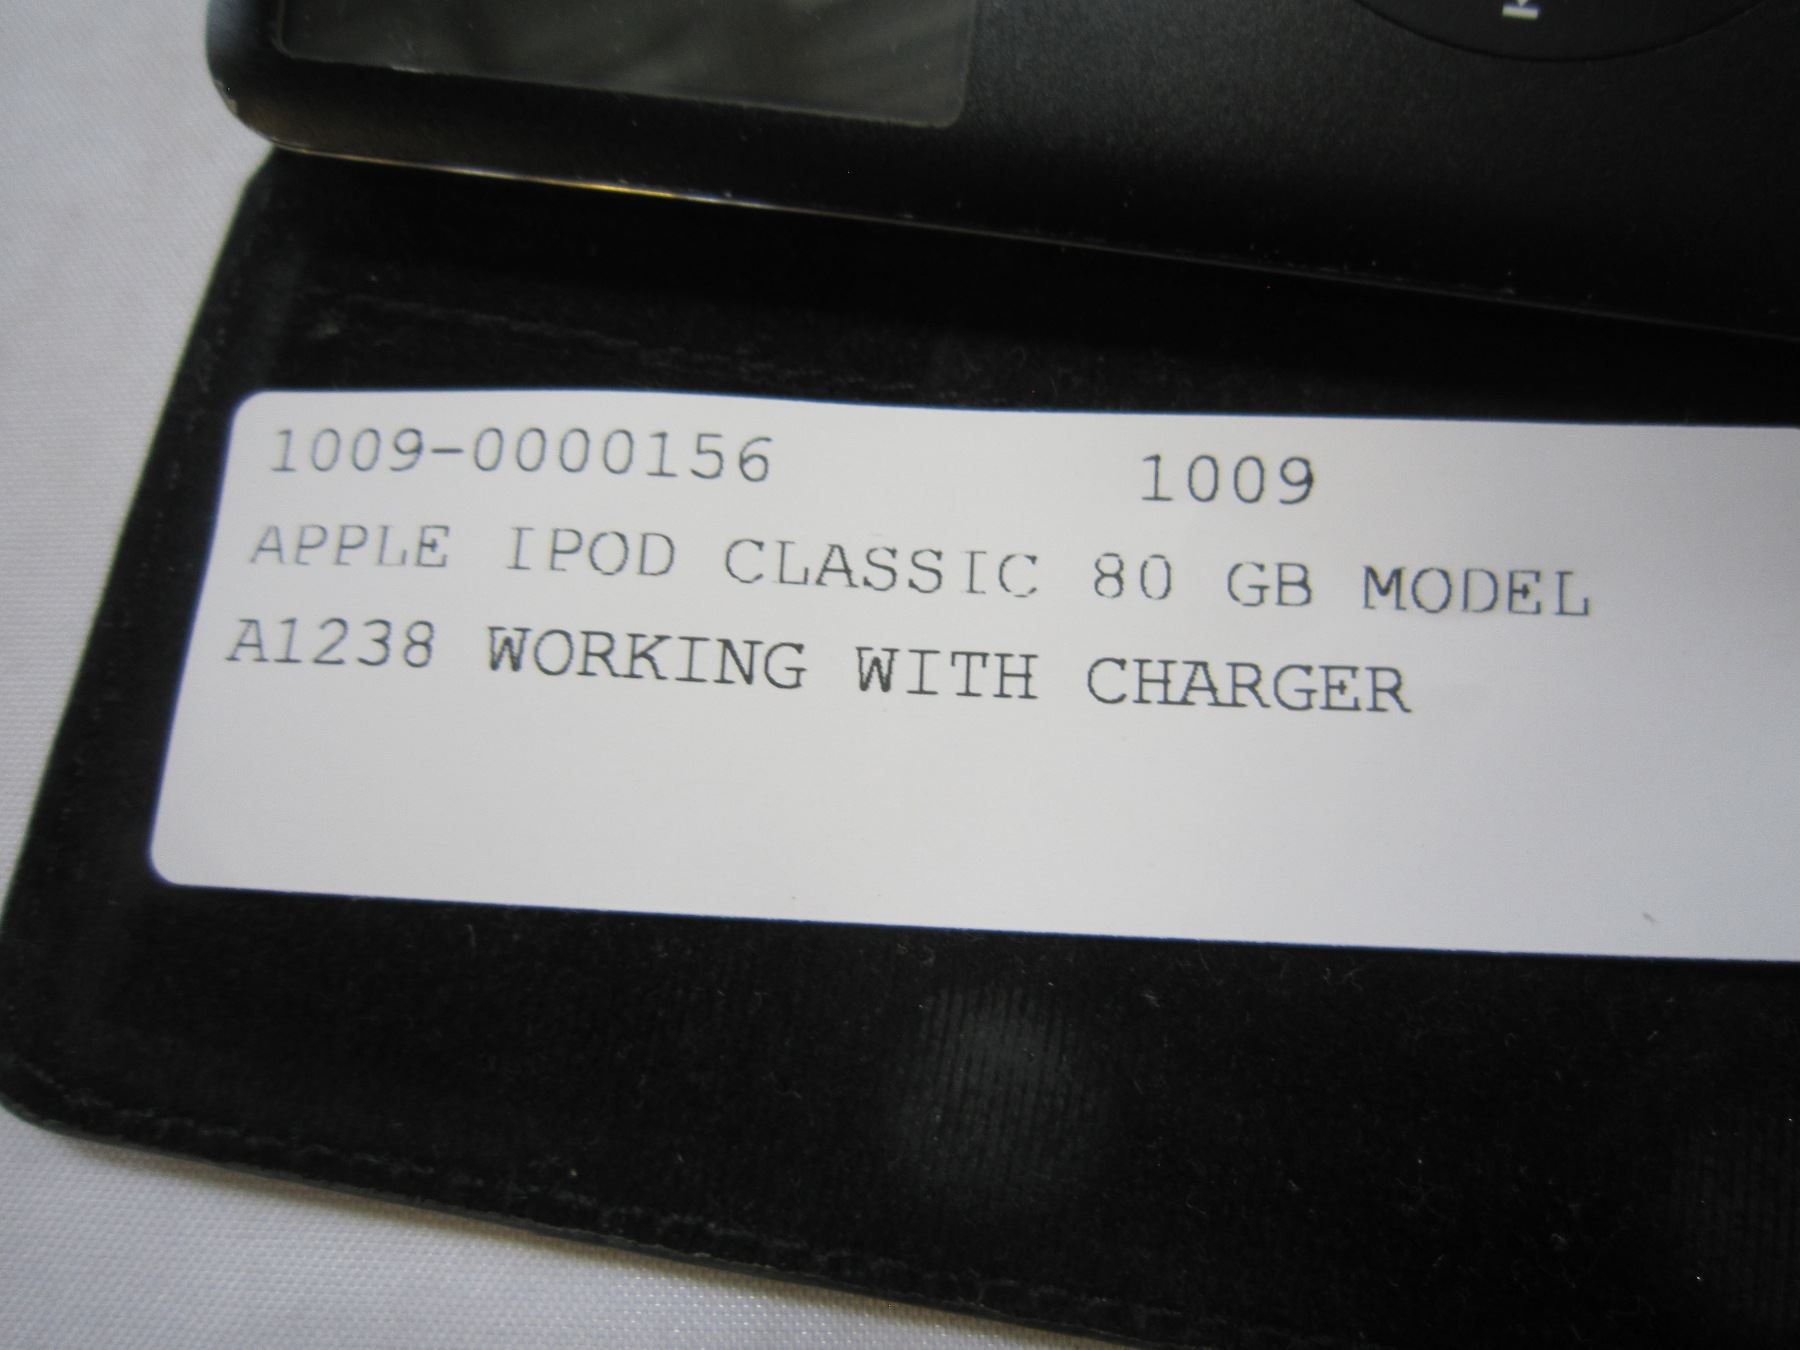 1009-0000156 1009
APPLE IPOD CLASSIC 80 GB MODEL
A1238 WORKING WITH CHARGER